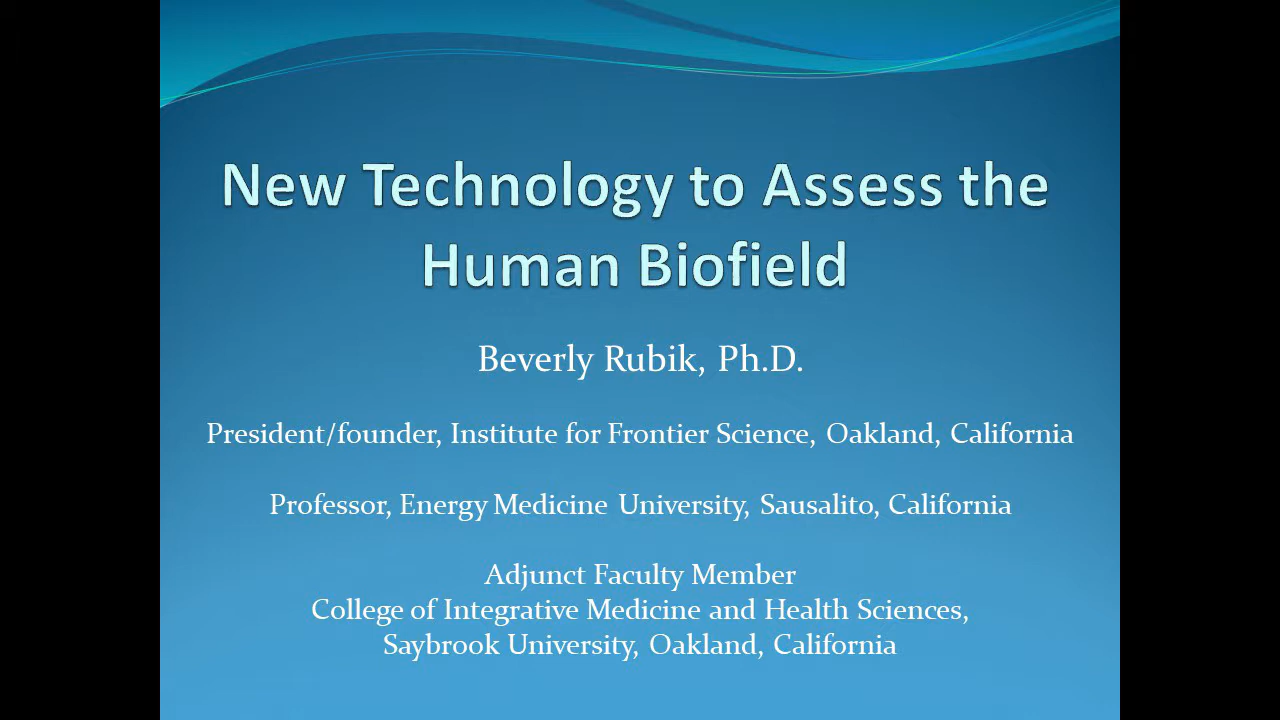 New Technology to Assess the
Human Biofield
Beverly Rubik, Ph.D.
President/founder, Institute for Frontier Science, Oakland, California
Professor, Energy Medicine University, Sausalito, California
Adjunct Faculty Member
College of Integrative Medicine and Health Sciences,
Saybrook University, Oakland, California